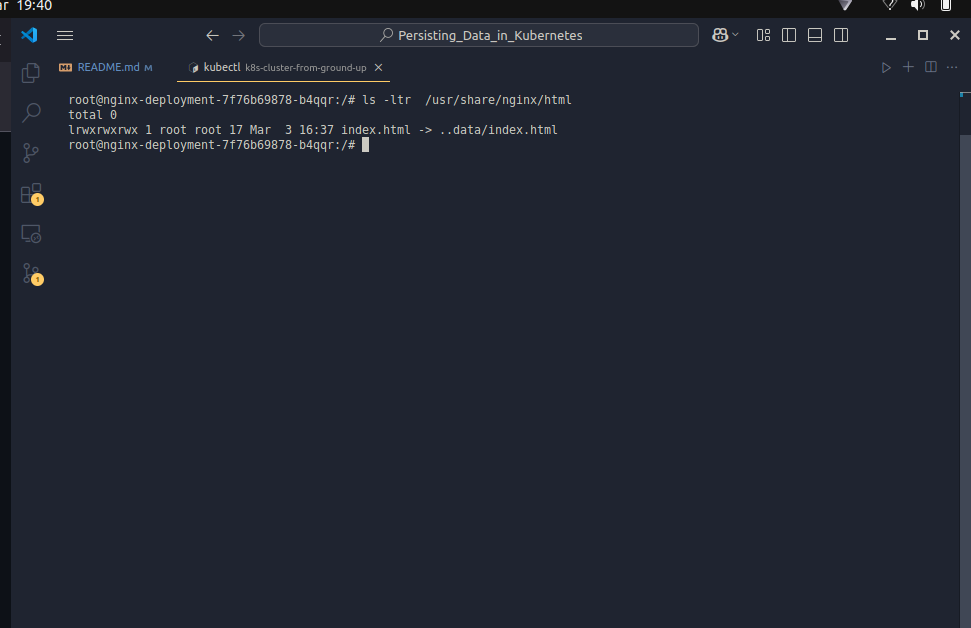 19:40
Persisting_Data_in_Kubernetes
README.md M
kubectl k8s-cluster-from-ground-up
root@nginx-deployment-7f76b69878-b4qqr:/# ls -ltr  /usr/share/nginx/html
total 0
lrwxrwxrwx 1 root root 17 Mar  3 16:37 index.html -> ..data/index.html
root@nginx-deployment-7f76b69878-b4qqr:/#
1
1